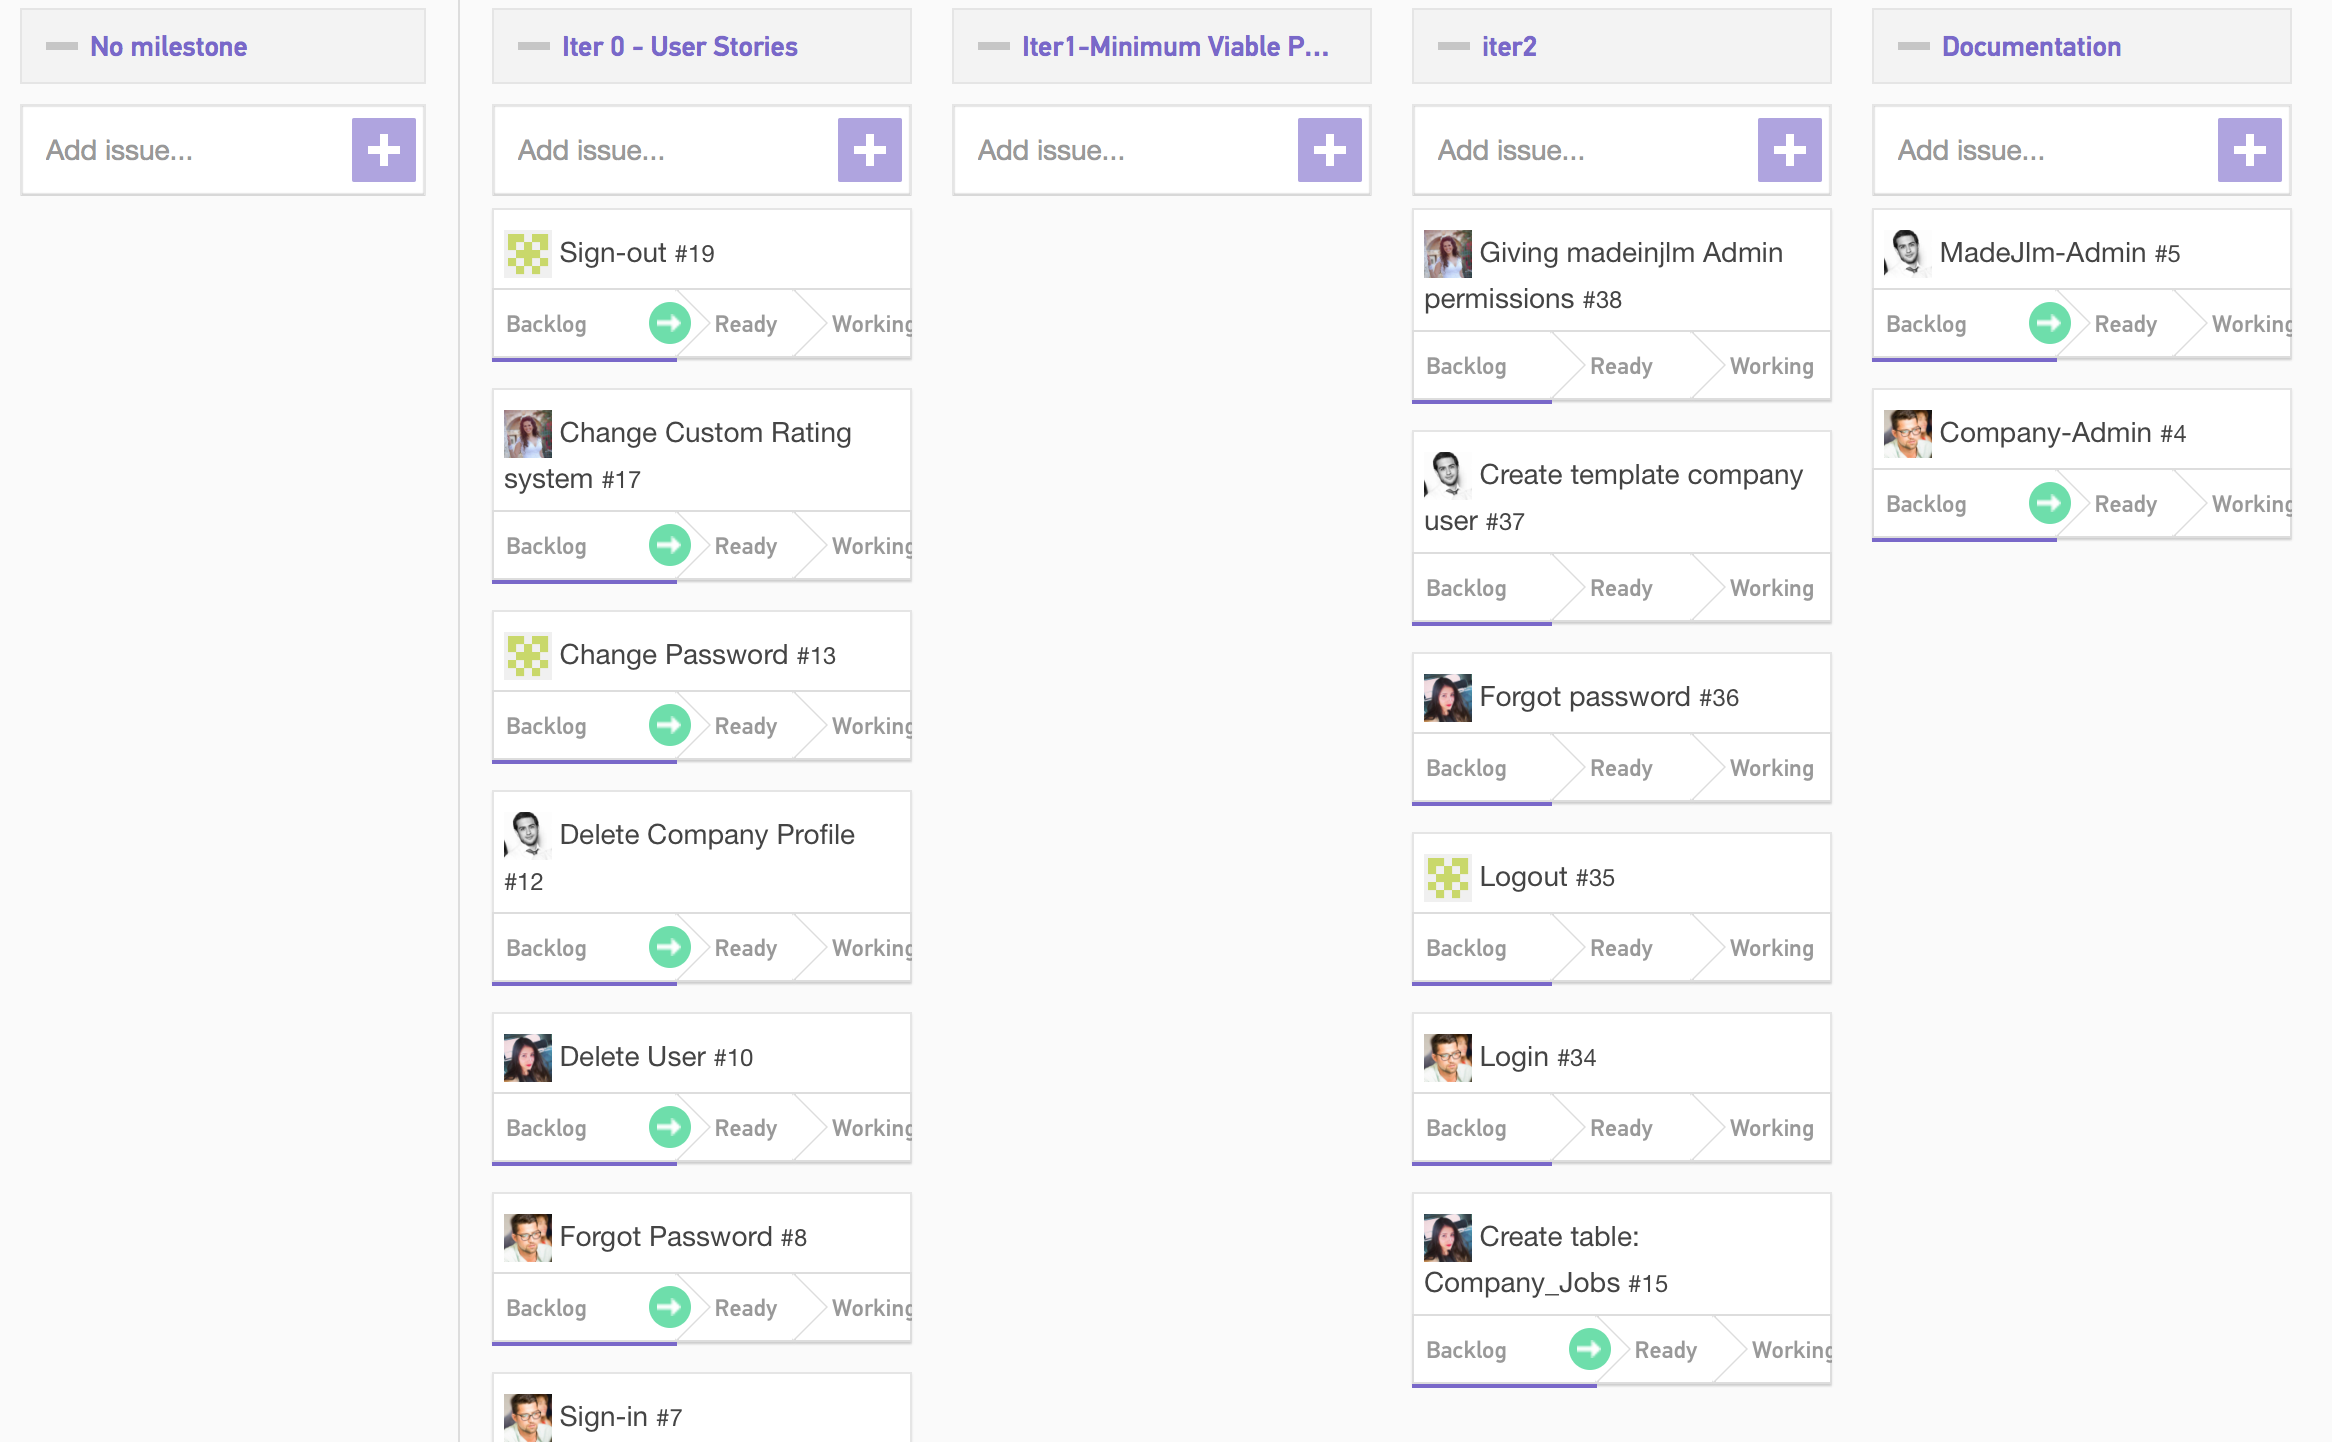 No milestone
Add issue...
Iter 0 - User Stories
Add issue...
Sign-out #19
Backlog Ready Working
Change Custom Rating
system #17
Backlog Ready Working
Change Password #13
Backlog Ready Working
Delete Company Profile
#12
Backlog Ready Working
Delete User #10
Backlog Ready Working
Forgot Password #8
Backlog Ready Working
Sign-in #7
Iter1-Minimum Viable P...
Add issue...
iter2
Add issue...
Giving madeinjlm Admin
permissions #38
Backlog Ready Working
Create template company
user #37
Backlog Ready Working
Forgot password #36
Backlog Ready Working
Logout #35
Backlog Ready Working
Login #34
Backlog Ready Working
Create table:
Company_Jobs #15
Backlog Ready Working
Documentation
Add issue...
MadeJlm-Admin #5
Backlog Ready Working
Company-Admin #4
Backlog Ready Working